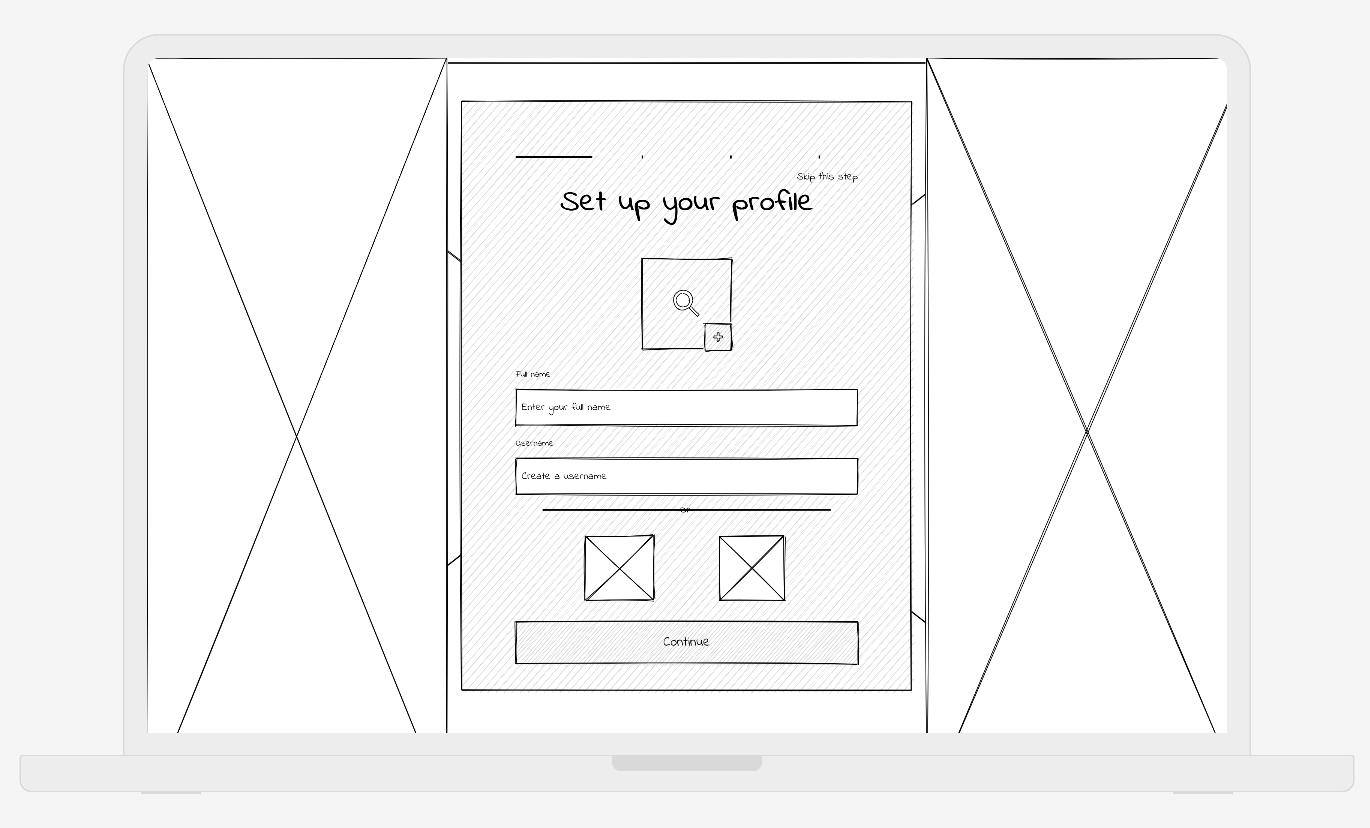 Skip this step
Set up your profile
Full name
Enter your full name
Username
Create a username
or
Continue